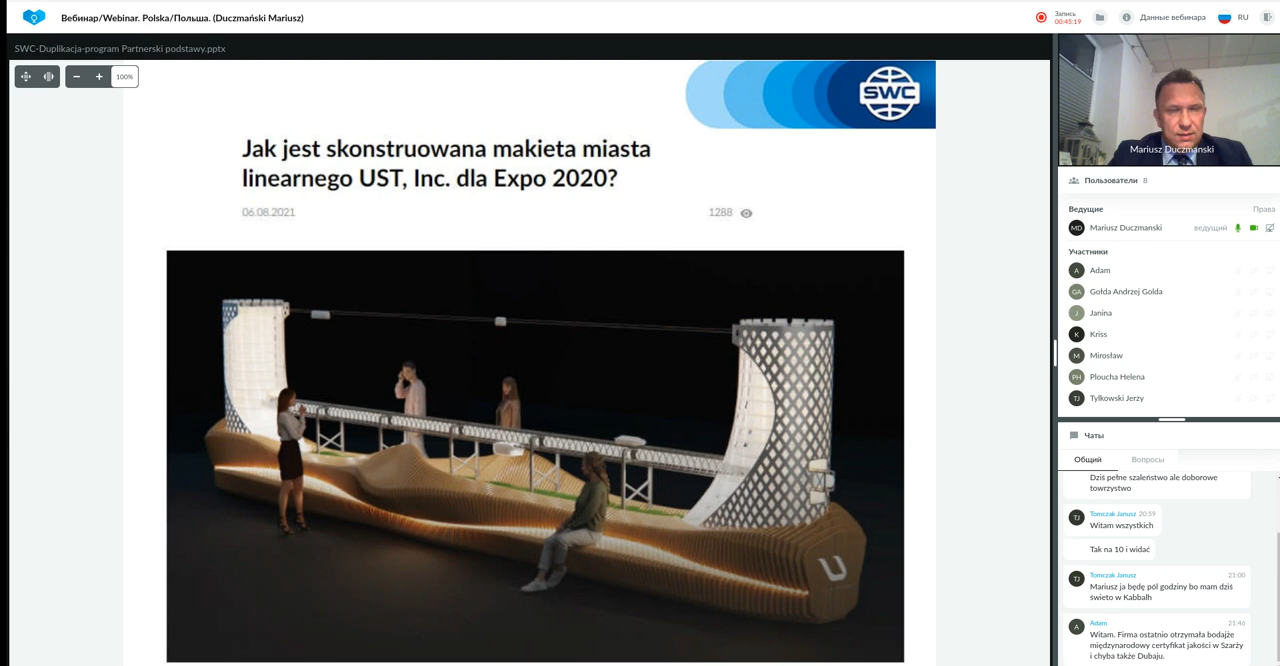 Вебинар/Webinar. Polska/Польша. (Duczmański Mariusz)
Запись
00:45:19
Данные вебинара
RU
SWC-Duplikacja-program Partnerski podstawy.pptx
100%
SWC
Jak jest skonstruowana makieta miasta
linearnego UST, Inc. dla Expo 2020?
06.08.2021
1288
U
Mariusz Duczmanski
Пользователи 8
Ведущие
Права
MD
Mariusz Duczmanski
ведущий
Участники
A
Adam
GA
Gołda Andrzej Golda
J
Janina
K
Kriss
M
Mirosław
PH
Ploucha Helena
TJ
Tylkowski Jerzy
Чаты
Общий
Вопросы
Dziś pełne szaleństwo ale doborowe
towrzystwo
TJ
Tomczak Janusz 20:59
Witam wszystkich
Tak na 10 i widać
TJ
Tomczak Janusz 21:00
Mariusz ja będę pól godziny bo mam dziś
świeto w Kabbalh
A
Adam 21:46
Witam. Firma ostatnio otrzymała bodajże
międzynarodowy certyfikat jakości w Szarży
i chyba także Dubaju.